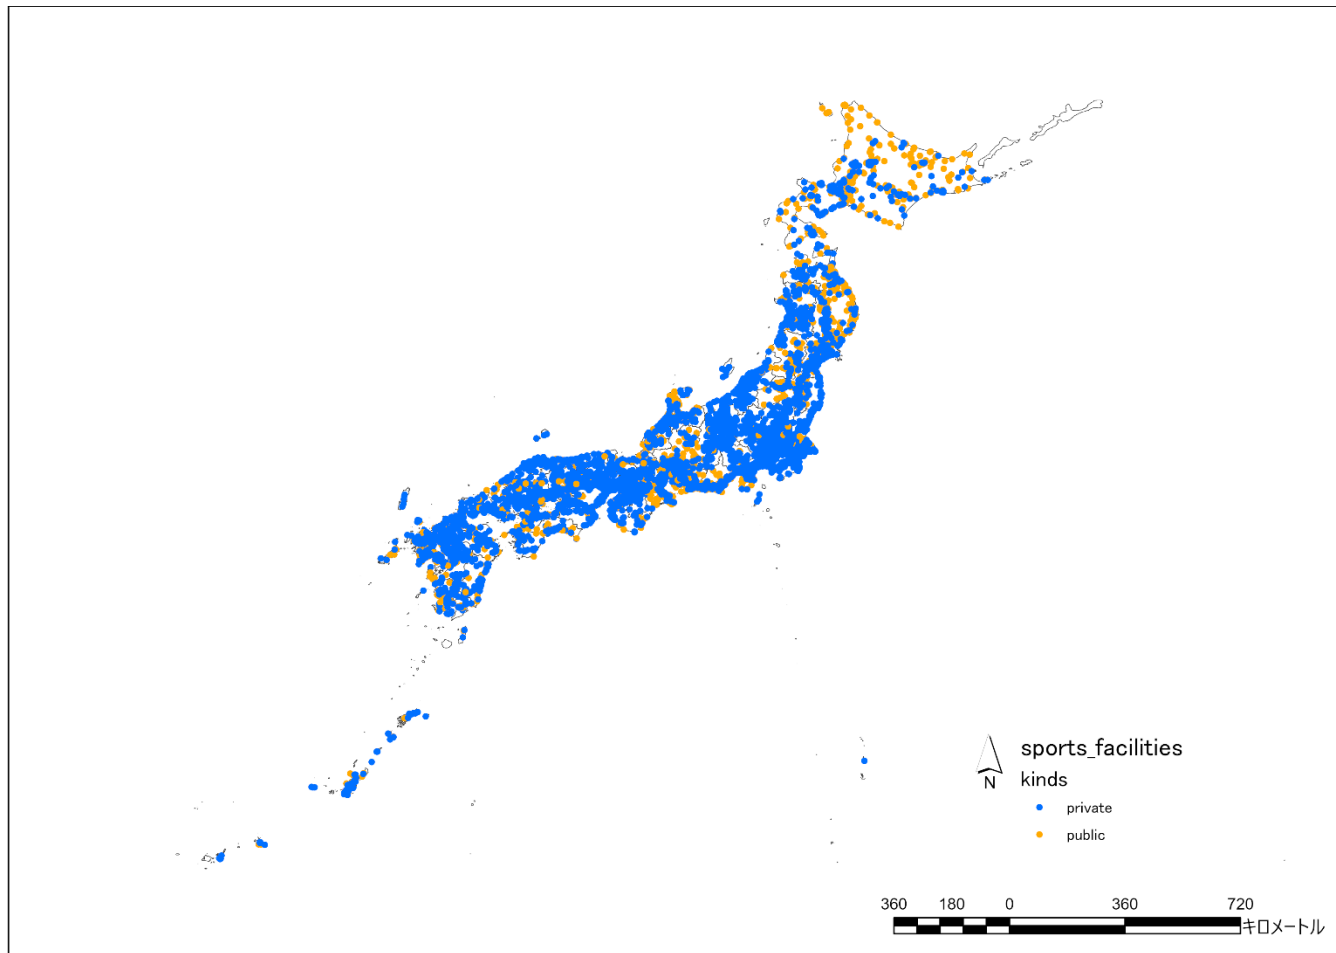 sports_facilities
N
kinds
private
public
360 180 0 360 720
キロメートル